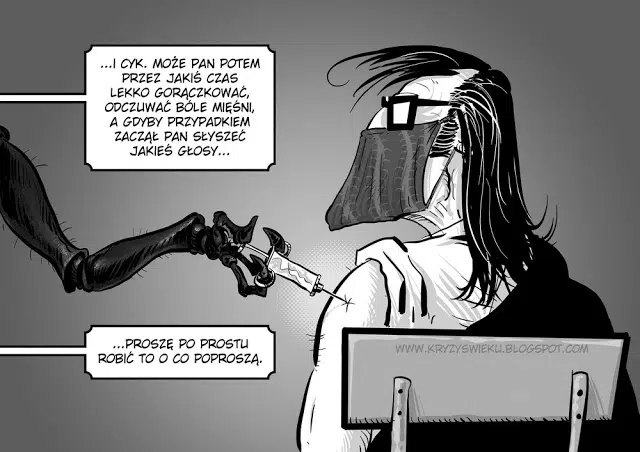 ...I CYK. MOŻE PAN POTEM
PRZEZ JAKIŚ CZAS
LEKKO GORĄCZKOWAĆ,
ODCZUWAĆ BÓLE MIĘŚNI,
A GDYBY PRZYPADKIEM
ZACZĄŁ PAN SŁYSZEĆ
JAKIEŚ GŁOSY...
...PROSZĘ PO PROSTU
ROBIĆ TO O CO POPROSZĄ.
WWW.KRYZYSWIEKU.BLOGSPOT.COM